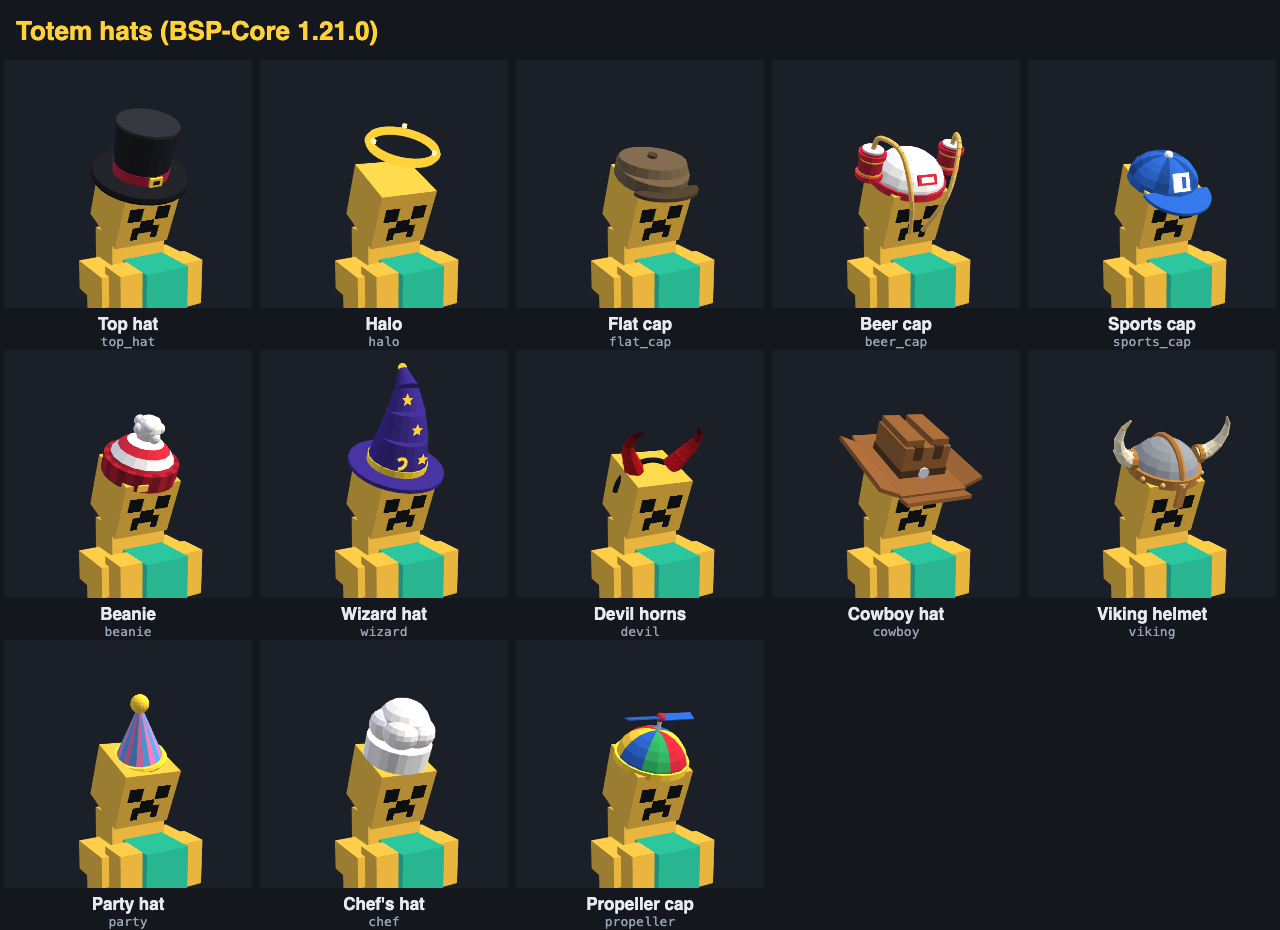 Totem hats (BSP-Core 1.21.0)
Top hat
top_hat
Halo
halo
Flat cap
flat_cap
Beer cap
beer_cap
Sports cap
sports_cap
Beanie
beanie
Wizard hat
wizard
Devil horns
devil
Cowboy hat
cowboy
Viking helmet
viking
Party hat
party
Chef's hat
chef
Propeller cap
propeller